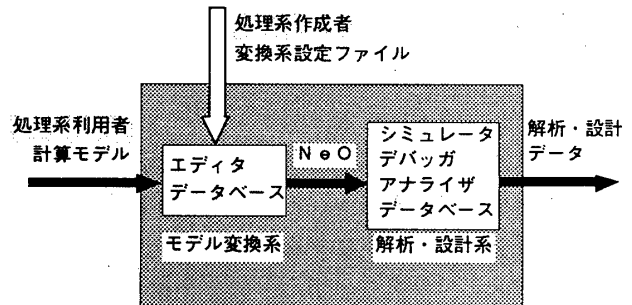 処理系作成者
変換系設定ファイル
処理系利用者
計算モデル
エディタ
データベース
モデル変換系
NeO
シミュレータ
デバッガ
アナライザ
データベース
解析・設計系
解析・設計
データ